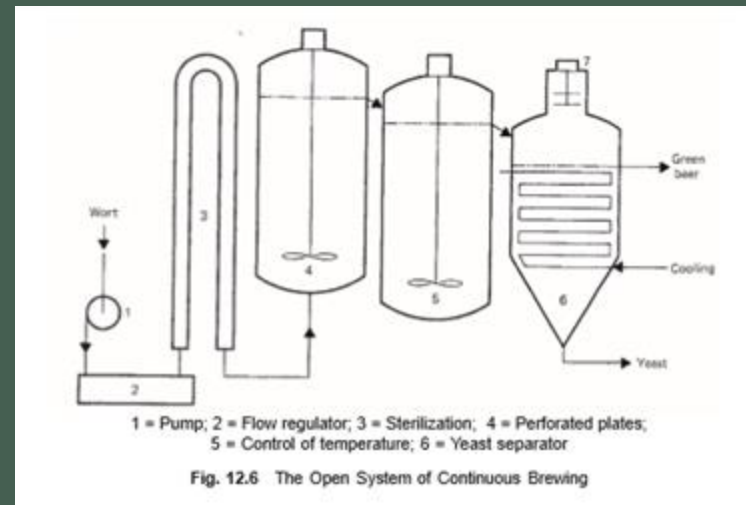 7
Green
beer
Wort
3
4
Cooling
1
5
6
2
Yeast
1 = Pump; 2 = Flow regulator; 3 = Sterilization; 4 = Perforated plates;
5 = Control of temperature; 6 = Yeast separator
Fig. 12.6 The Open System of Continuous Brewing